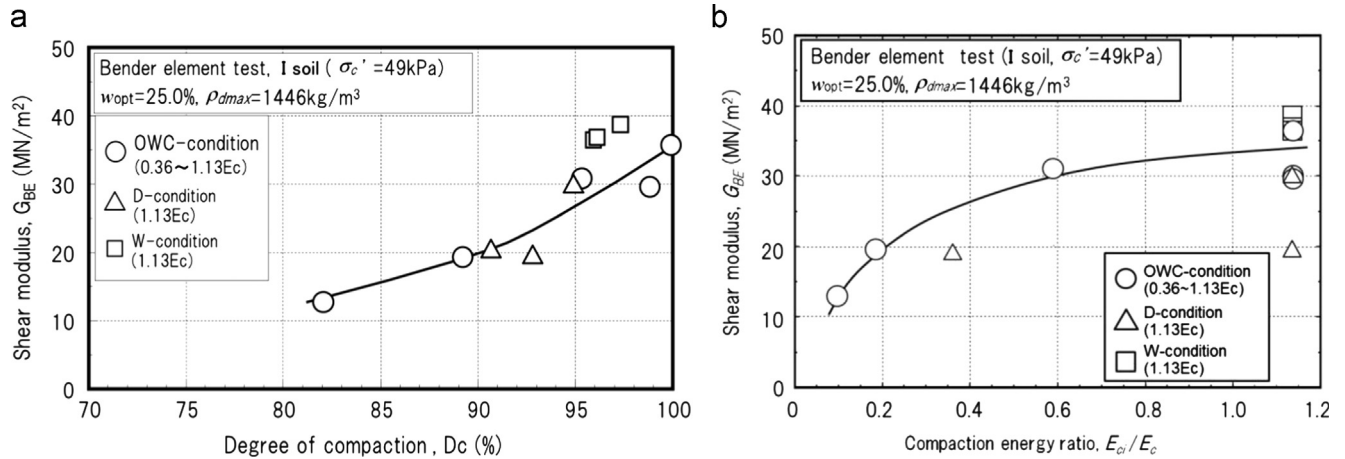 a
50
40
30
20
10
0
Shear modulus, G_BE (MN/m²)
Bender element test, I soil ( σc' =49kPa)
wopt=25.0%, ρdmax=1446kg/m³
OWC-condition
(0.36～1.13Ec)
D-condition
(1.13Ec)
W-condition
(1.13Ec)
70 75 80 85 90 95 100
Degree of compaction , Dc (%)
b
50
40
30
20
10
0
Shear modulus, G_BE (MN/m²)
Bender element test (I soil, σc'=49kPa)
wopt=25.0%, ρdmax=1446kg/m³
OWC-condition
(0.36~1.13Ec)
D-condition
(1.13Ec)
W-condition
(1.13Ec)
0 0.2 0.4 0.6 0.8 1.0 1.2
Compaction energy ratio, Eci/Ec